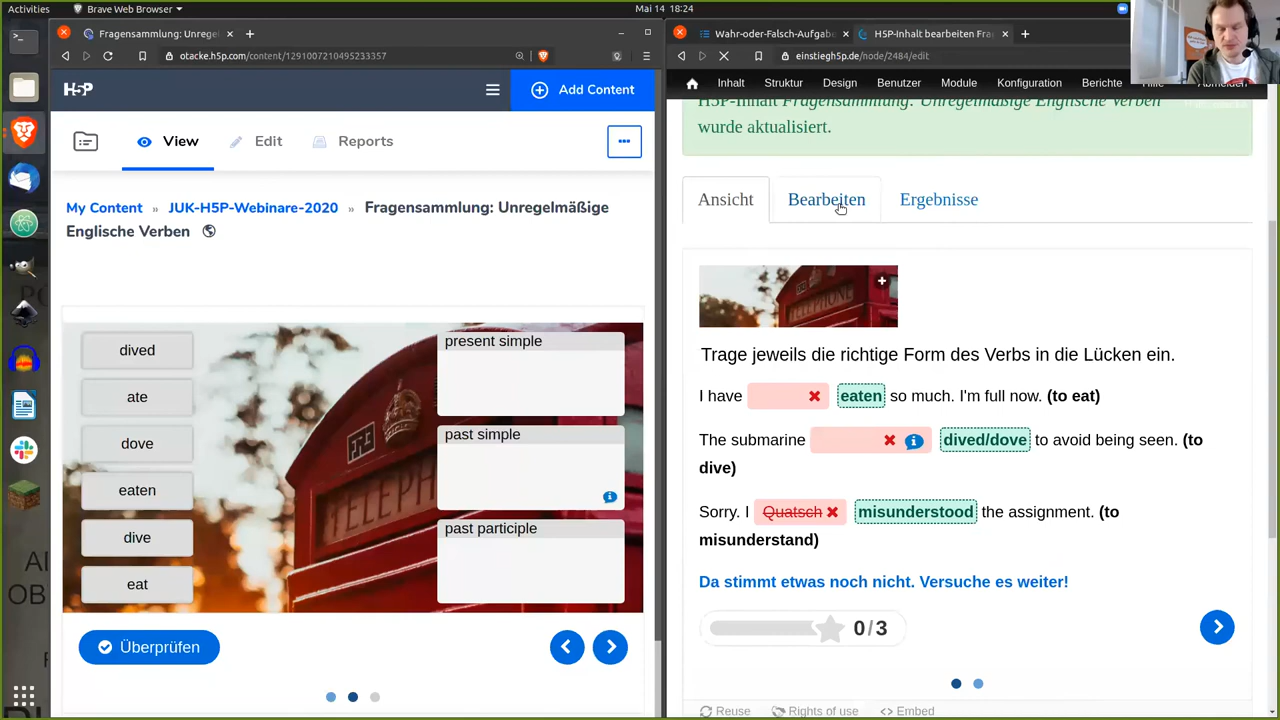 Activities
Brave Web Browser
Mai 14 18:24
Fragensammlung: Unrege
otacke.h5p.com/content/1291007210495233357
H5P
Add Content
View
Edit
Reports
My Content » JUK-H5P-Webinare-2020 » Fragensammlung: Unregelmäßige
Englische Verben
dived
ate
dove
eaten
dive
eat
present simple
past simple
past participle
TELEPH
Überprüfen
Wahr-oder-Falsch-Aufgab
H5P-Inhalt bearbeiten Fra
einstiegh5p.de/node/2484/edit
Inhalt Struktur Design Benutzer Module Konfiguration Berichte
H5P-Inhalt Fragensammlung: Unregelmäßige Englische Verben
wurde aktualisiert.
Ansicht
Bearbeiten
Ergebnisse
TELEPHONE
Trage jeweils die richtige Form des Verbs in die Lücken ein.
I have eaten so much. I'm full now. (to eat)
The submarine dived/dove to avoid being seen. (to
dive)
Sorry. I Quatsch misunderstood the assignment. (to
misunderstand)
Da stimmt etwas noch nicht. Versuche es weiter!
0/3
Reuse Rights of use <> Embed